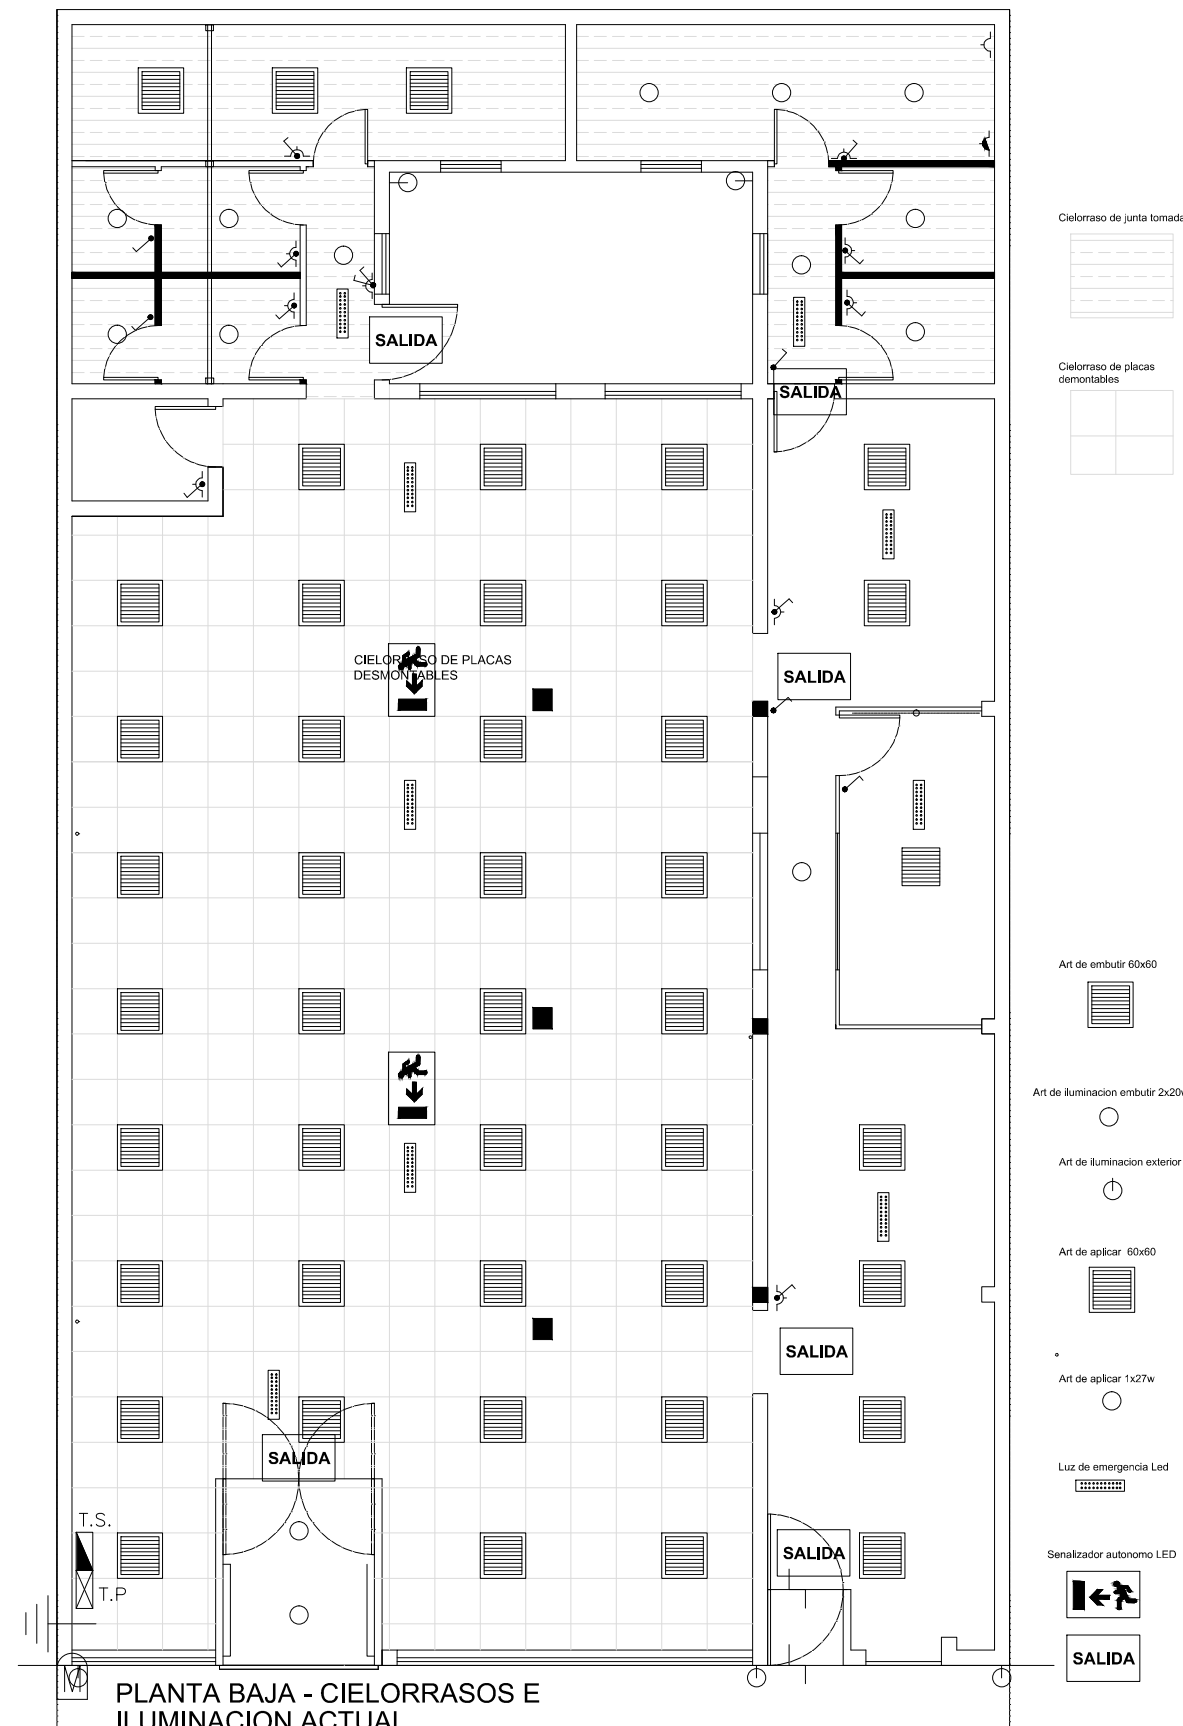 Cielorraso de junta tomada
SALIDA
Cielorraso de placas
demontables
SALIDA
CIELORRASO DE PLACAS
DESMONTABLES
SALIDA
Art de embutir 60x60
Art de iluminacion embutir 2x20w
Art de iluminacion exterior
Art de aplicar 60x60
SALIDA
Art de aplicar 1x27w
SALIDA
Luz de emergencia Led
T.S.
SALIDA
Senalizador autonomo LED
T.P
SALIDA
M
PLANTA BAJA - CIELORRASOS E
ILUMINACION ACTUAL